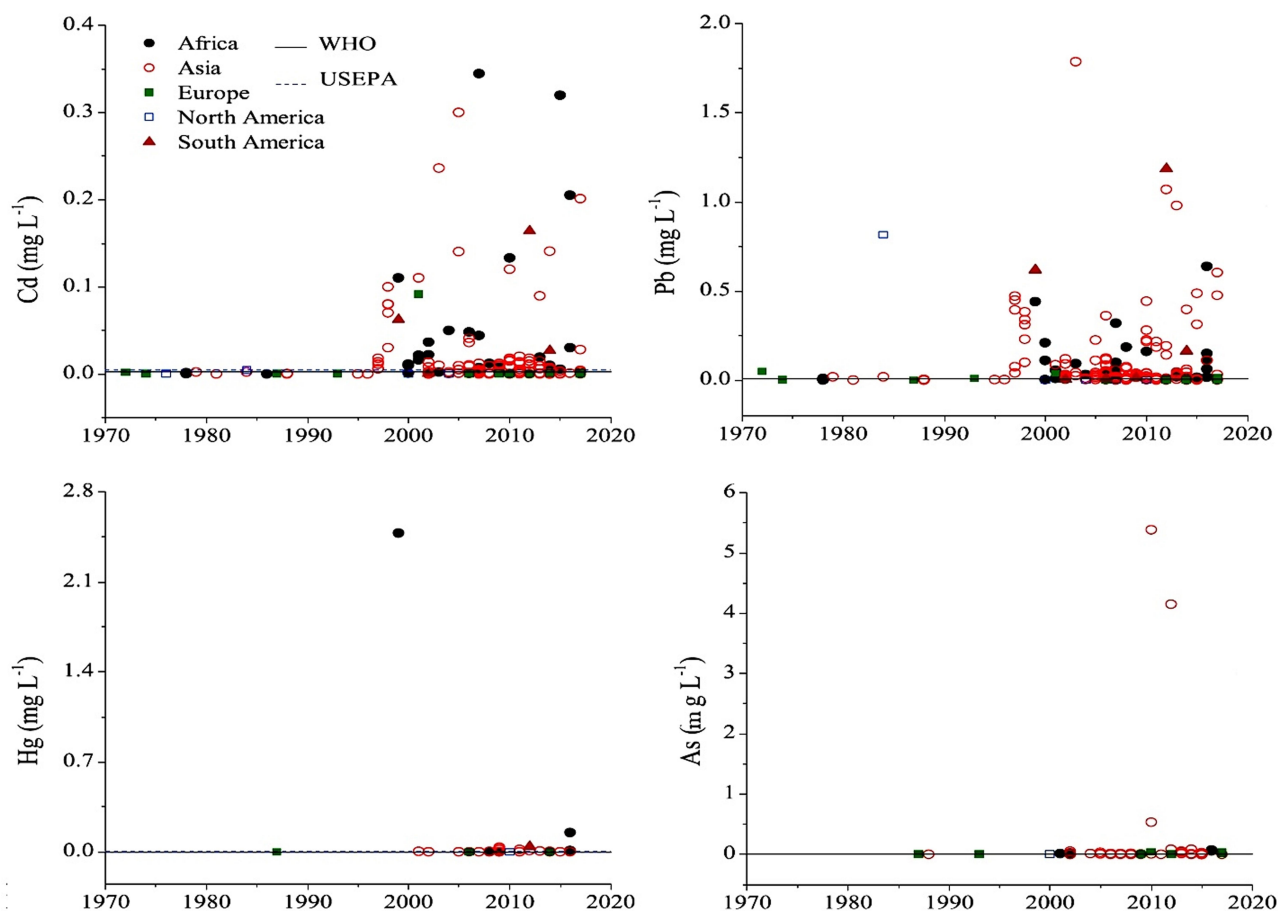 0.4
0.3
0.2
0.1
0.0
Cd (mg L⁻¹)
Africa
Asia
Europe
North America
South America
WHO
USEPA
1970 1980 1990 2000 2010 2020
2.0
1.5
1.0
0.5
0.0
Pb (mg L⁻¹)
1970 1980 1990 2000 2010 2020
2.8
2.1
1.4
0.7
0.0
Hg (mg L⁻¹)
1970 1980 1990 2000 2010 2020
6
5
4
3
2
1
0
As (m g L⁻¹)
1970 1980 1990 2000 2010 2020